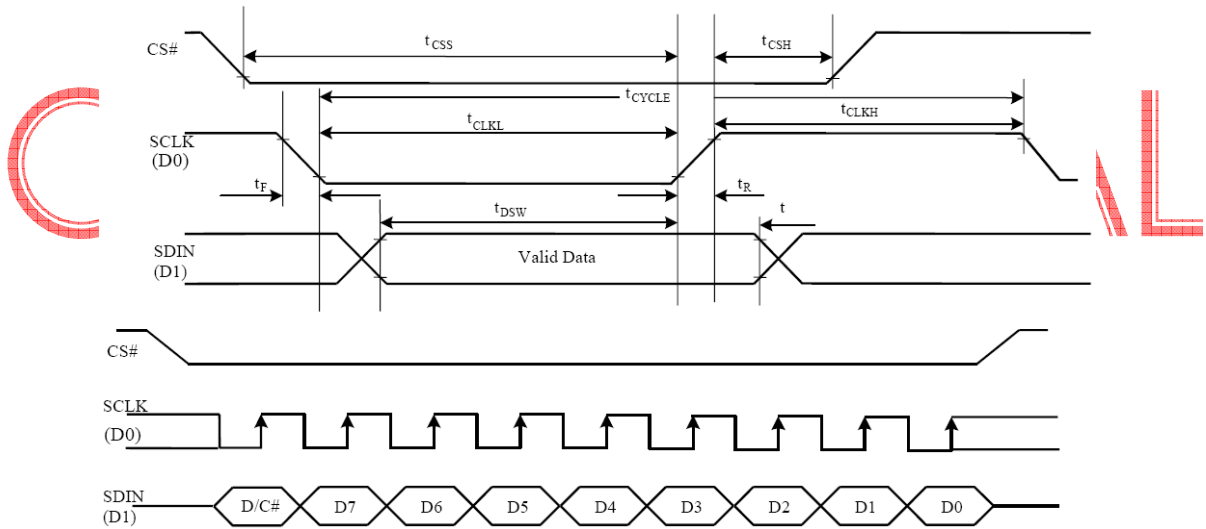 CS#
tCSS
tCSH
tCYCLE
tCLKL
tCLKH
SCLK
(D0)
tF
tR
tDSW
t
SDIN
(D1)
Valid Data
CS#
SCLK
(D0)
SDIN
(D1)
D/C# D7 D6 D5 D4 D3 D2 D1 D0